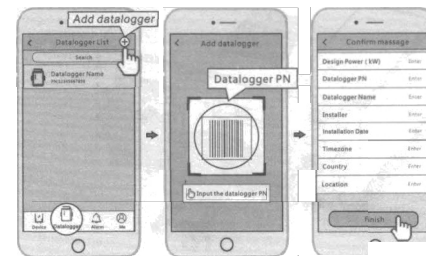 Add datalogger
Datalogger List
Search
Datalogger Name
Device
Datalogger
Alarm
Me
Add datalogger
Datalogger PN
Input the datalogger PN
Confirm massage
Design Power ( kW) Enter
Datalogger PN Enter
Datalogger Name Enter
Installer Enter
Installation Date Enter
Timezone Enter
Country Enter
Location Enter
Finish